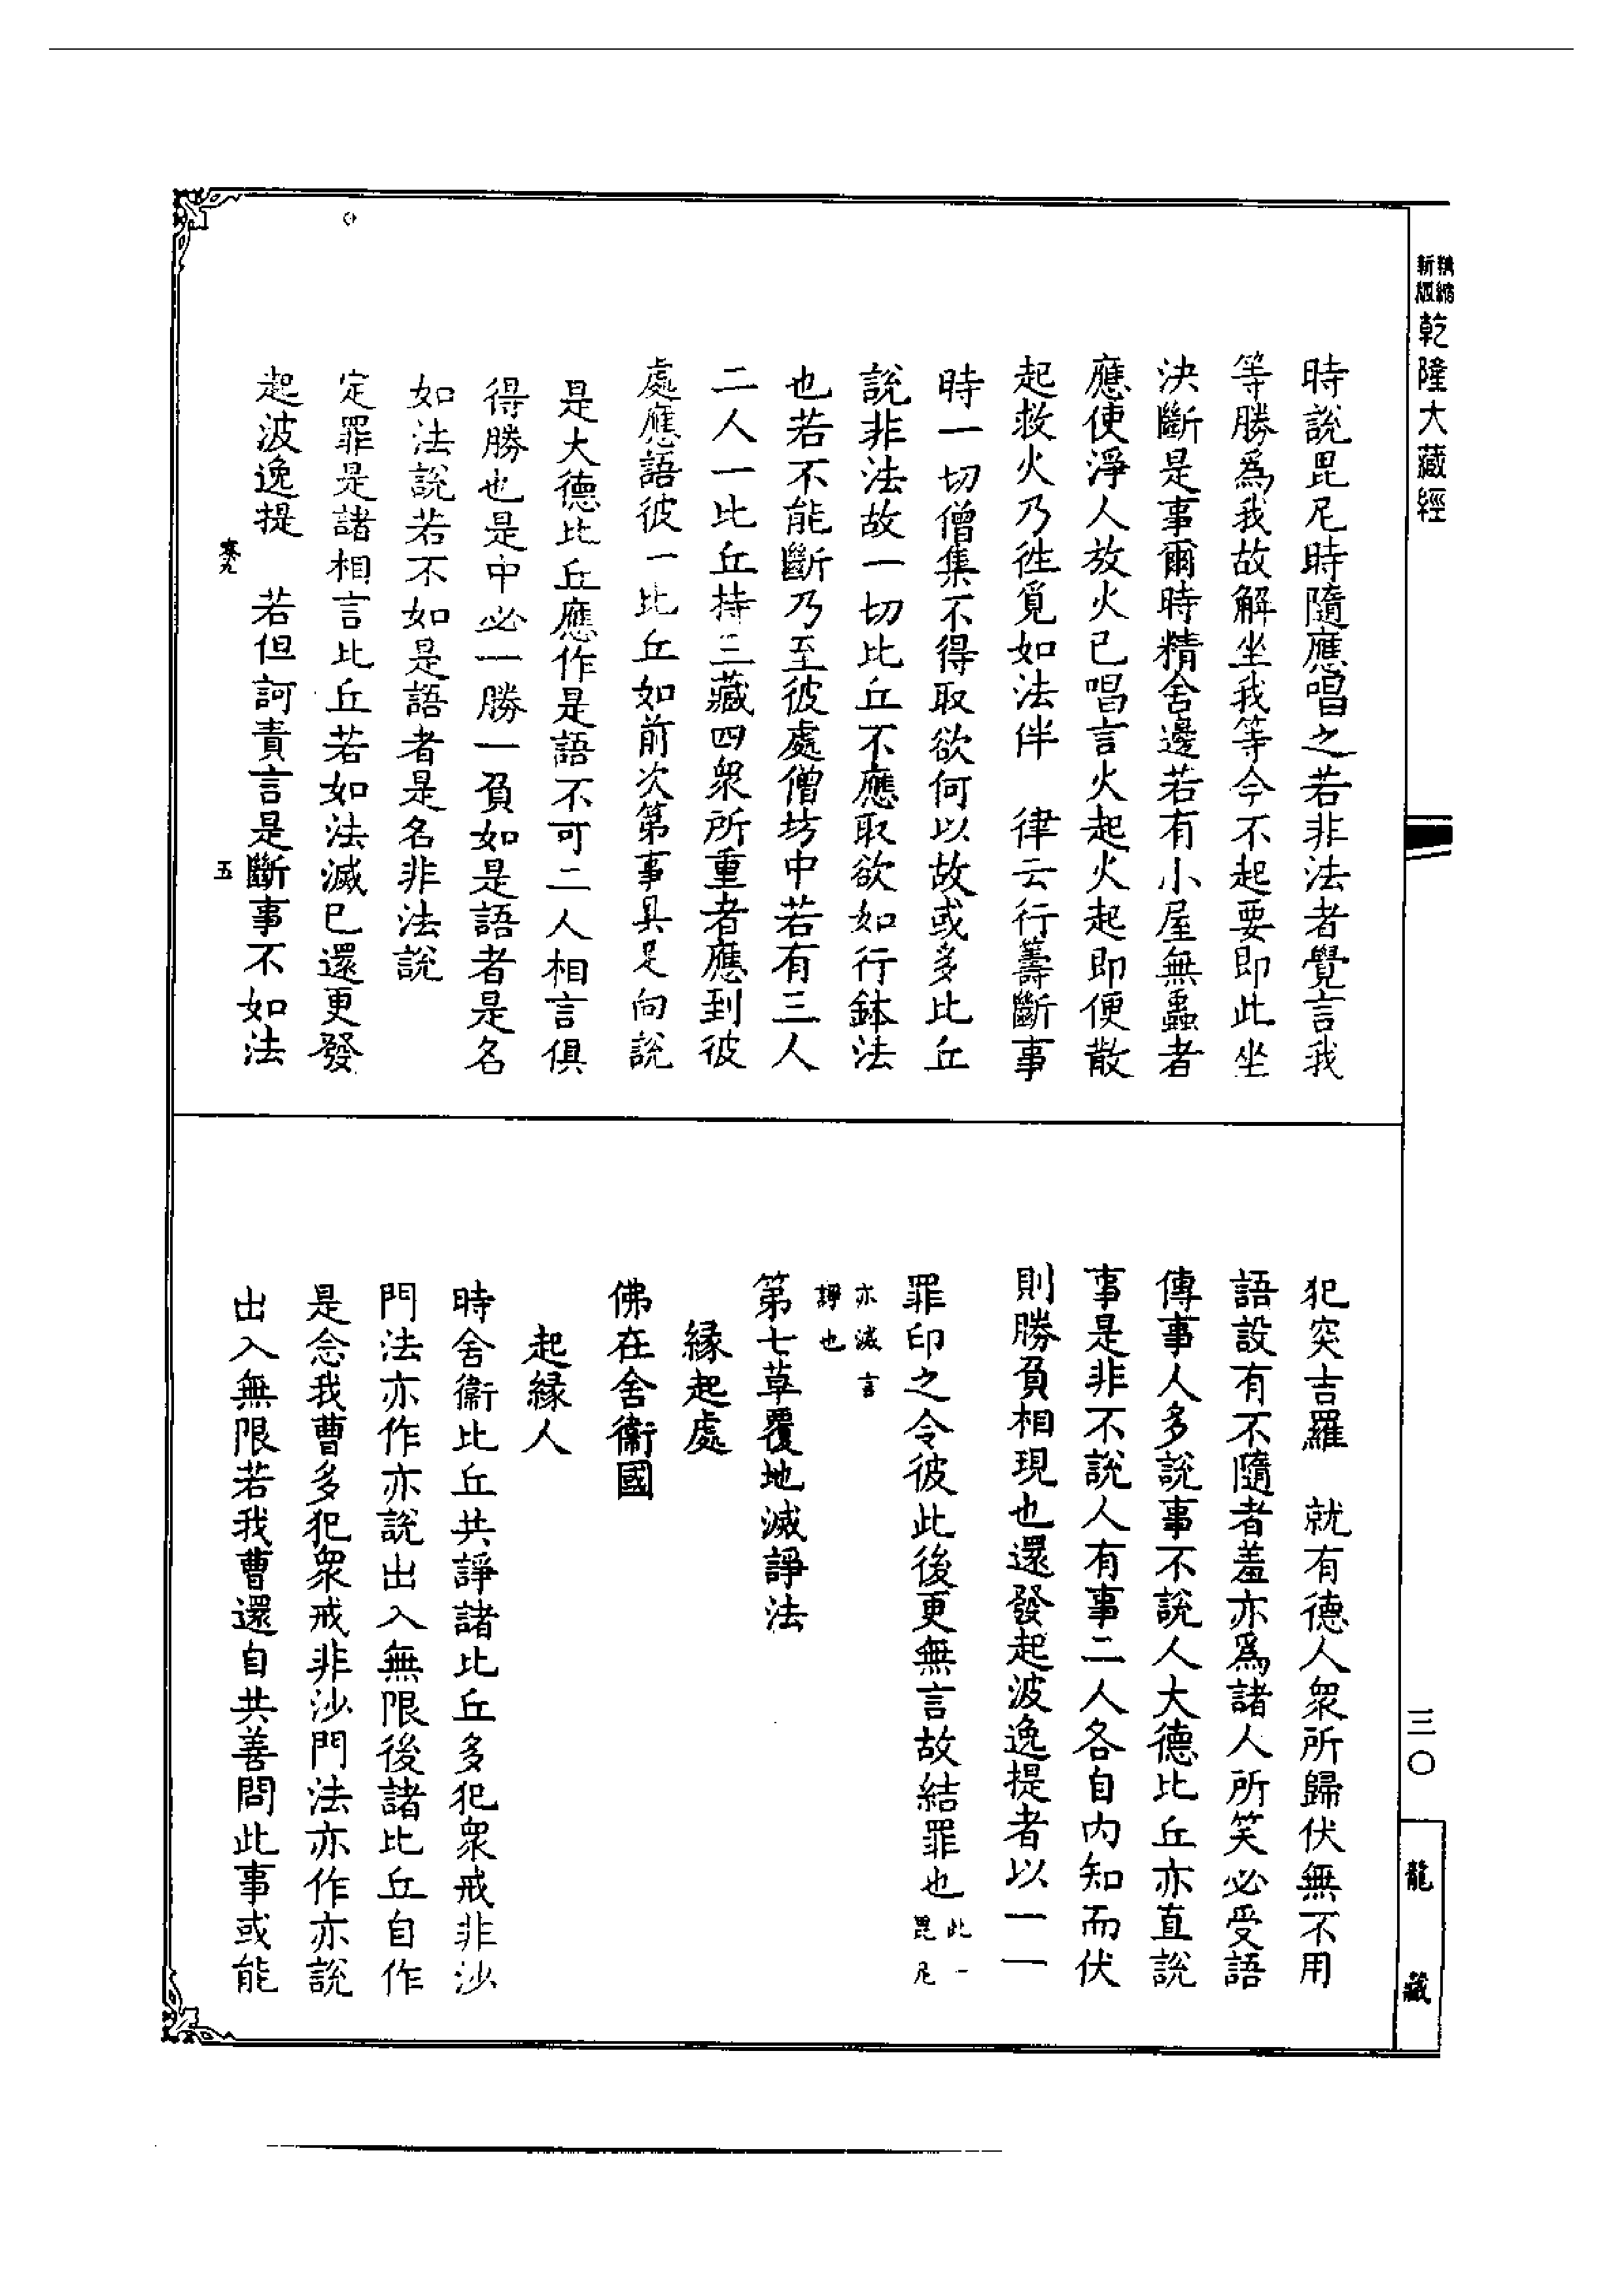 精縮
新版
乾隆大藏經
時說毘尼時隨應唱之若非法者覺言我
等勝為我故解坐我等今不起要即此坐
決斷是事爾時精舍邊若有小屋無蟲者
應使淨人放火已唱言火起火起即便散
起救火乃往覓如法伴　律云行籌斷事
時一切僧集不得取欲何以故或多比丘
說非法故一切比丘不應取欲如行鉢法
也若不能斷乃至彼處僧坊中若有三人
二人一比丘持三藏四眾所重者應到彼
處應語彼一比丘如前次第事具足向說
是大德比丘應作是語不可二人相言俱
得勝也是中必一勝一負如是語者是名
如法說若不如是語者是名非法說
定罪是諸相言比丘若如法滅已還更發
起波逸提　若但訶責言是斷事不如法
五
犯突吉羅　就有德人眾所歸伏無不用
語設有不隨者羞亦為諸人所笑必受語
傳事人多說事不說人大德比丘亦直說
事是非不說人有事二人各自內知而伏
則勝負相現也還發起波逸提者以一一
罪印之令彼此後更無言故結罪也此一
毘尼
亦滅言
諍也
第七草覆地滅諍法
緣起處
佛在舍衛國
起緣人
時舍衛比丘共諍諸比丘多犯眾戒非沙
門法亦作亦說出入無限後諸比丘自作
是念我曹多犯眾戒非沙門法亦作亦說
出入無限若我曹還自共善問此事或能
三〇
龍藏